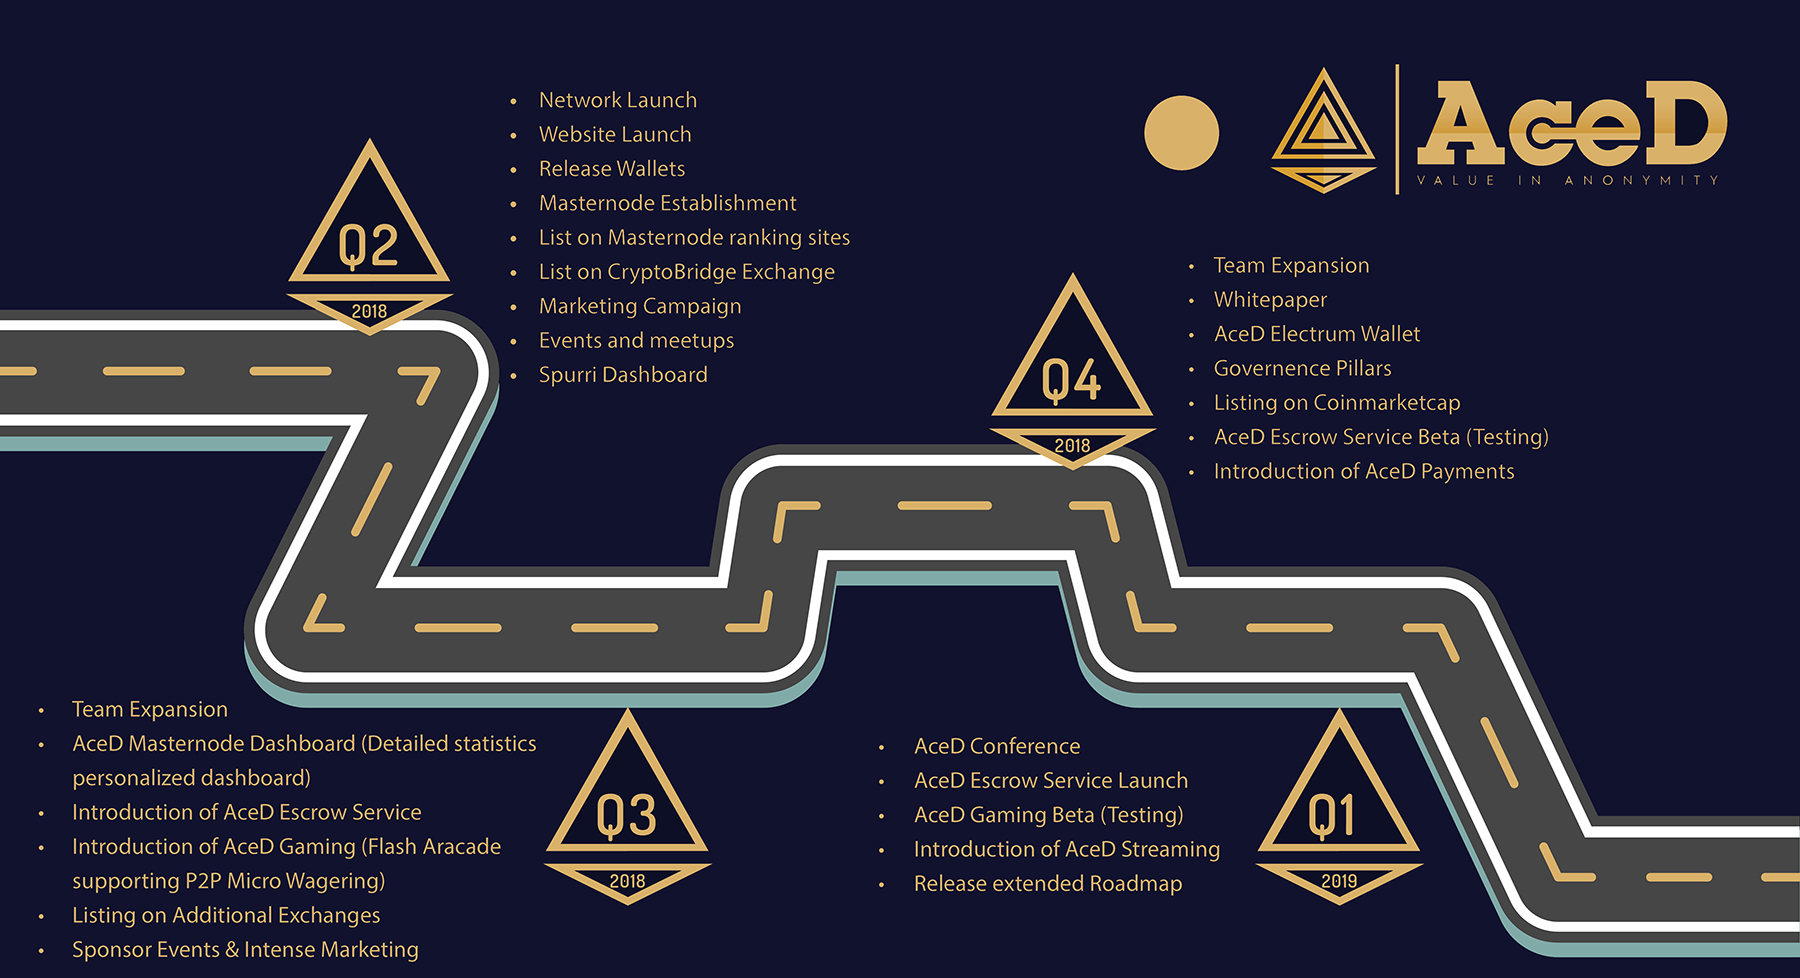 AceD
VALUE IN ANONYMITY
Q2
2018
• Network Launch
• Website Launch
• Release Wallets
• Masternode Establishment
• List on Masternode ranking sites
• List on CryptoBridge Exchange
• Marketing Campaign
• Events and meetups
• Spurri Dashboard
Q4
2018
• Team Expansion
• Whitepaper
• AceD Electrum Wallet
• Governence Pillars
• Listing on Coinmarketcap
• AceD Escrow Service Beta (Testing)
• Introduction of AceD Payments
• Team Expansion
• AceD Masternode Dashboard (Detailed statistics
personalized dashboard)
• Introduction of AceD Escrow Service
• Introduction of AceD Gaming (Flash Aracade
supporting P2P Micro Wagering)
• Listing on Additional Exchanges
• Sponsor Events & Intense Marketing
Q3
2018
• AceD Conference
• AceD Escrow Service Launch
• AceD Gaming Beta (Testing)
• Introduction of AceD Streaming
• Release extended Roadmap
Q1
2019